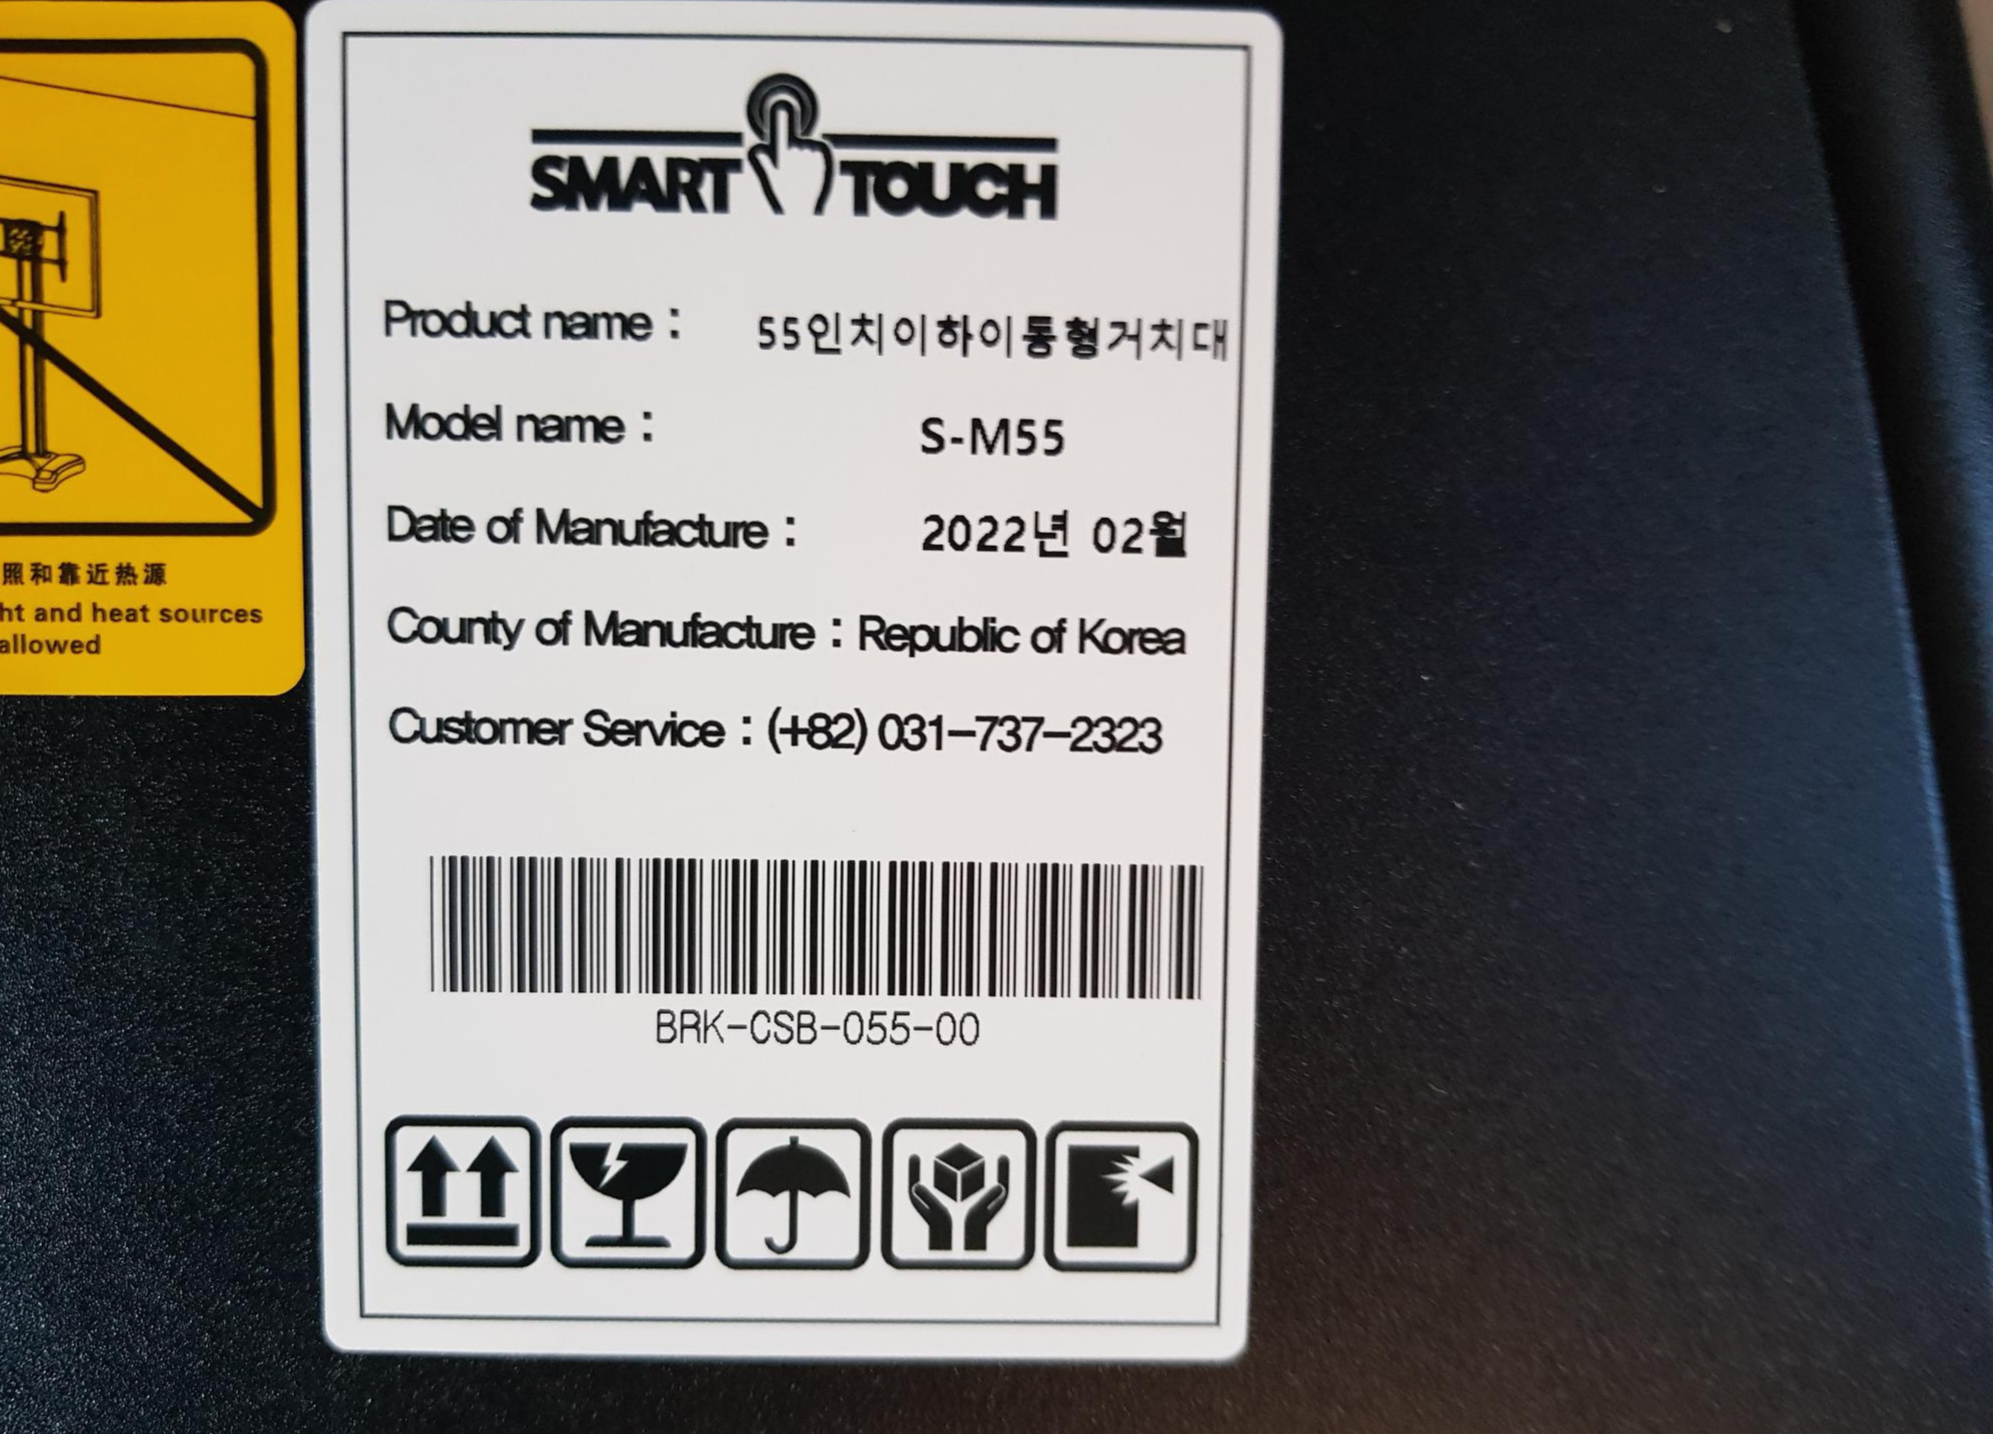 SMART TOUCH
Product name : 55인치이하이동형거치대
Model name : S-M55
Date of Manufacture : 2022년 02월
County of Manufacture : Republic of Korea
Customer Service : (+82) 031-737-2323
BRK-CSB-055-00
照和靠近热源
ht and heat sources
allowed